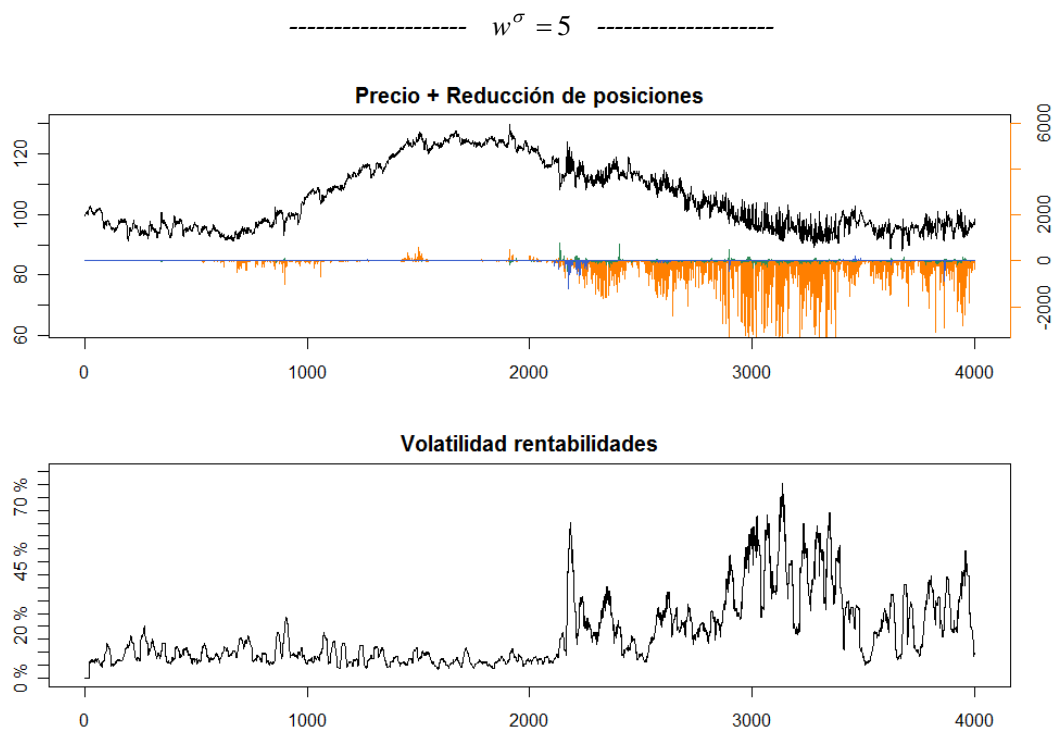 -------------------- w^σ = 5 --------------------
Precio + Reducción de posiciones
60 80 100 120
-2000 0 2000 6000
0 1000 2000 3000 4000
Volatilidad rentabilidades
0 % 20 % 45 % 70 %
0 1000 2000 3000 4000